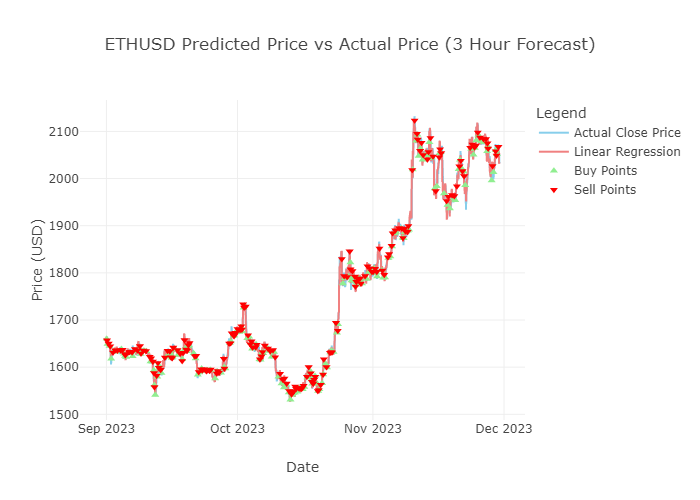 ETHUSD Predicted Price vs Actual Price (3 Hour Forecast)
Legend
Actual Close Price
Linear Regression
Buy Points
Sell Points
Price (USD)
2100
2000
1900
1800
1700
1600
1500
Sep 2023
Oct 2023
Nov 2023
Dec 2023
Date